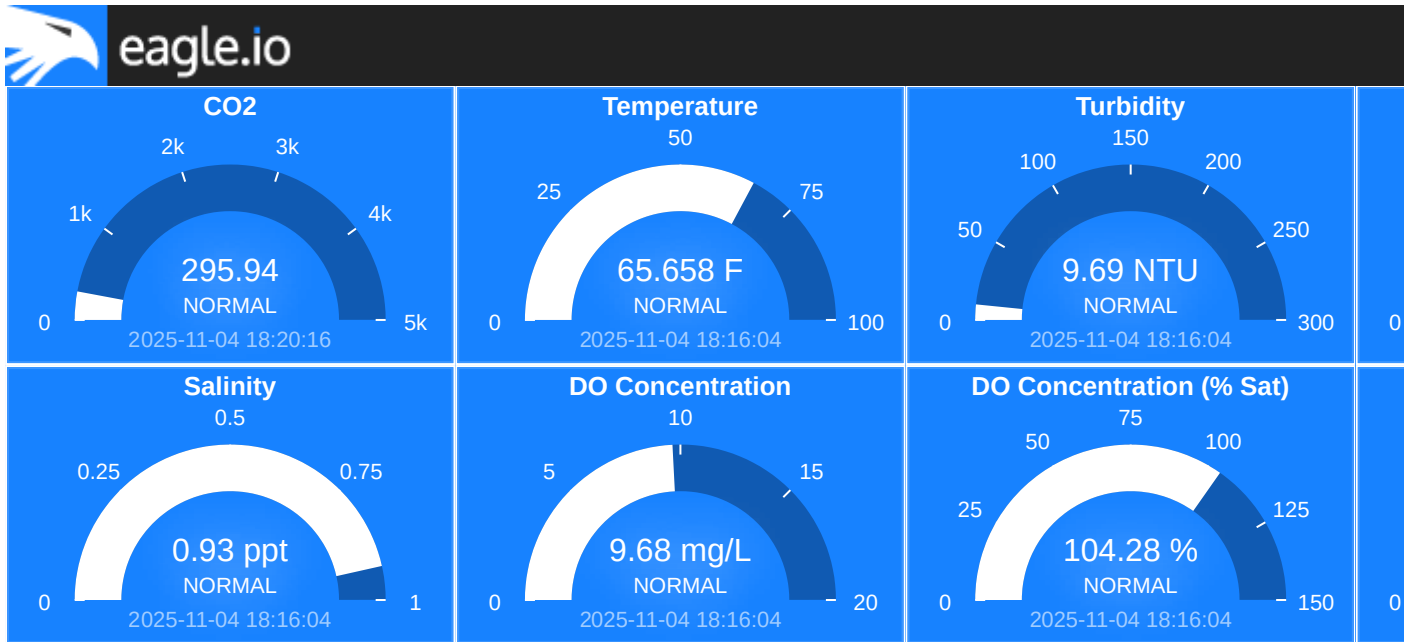 eagle.io
CO2
2k 3k
1k 4k
295.94
NORMAL
0 5k
2025-11-04 18:20:16
Temperature
50
25 75
65.658 F
NORMAL
0 100
2025-11-04 18:16:04
Turbidity
150
100 200
50 250
9.69 NTU
NORMAL
0 300
2025-11-04 18:16:04
0
Salinity
0.5
0.25 0.75
0.93 ppt
NORMAL
0 1
2025-11-04 18:16:04
DO Concentration
10
5 15
9.68 mg/L
NORMAL
0 20
2025-11-04 18:16:04
DO Concentration (% Sat)
75
50 100
25 125
104.28 %
NORMAL
0 150
2025-11-04 18:16:04
0